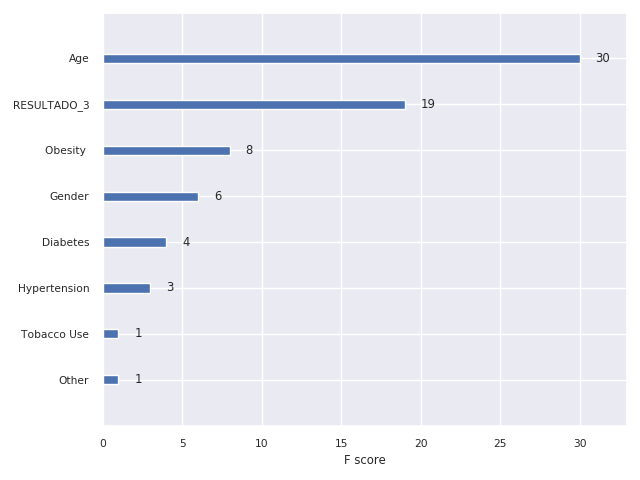 Age 30
RESULTADO_3 19
Obesity 8
Gender 6
Diabetes 4
Hypertension 3
Tobacco Use 1
Other 1
0 5 10 15 20 25 30
F score